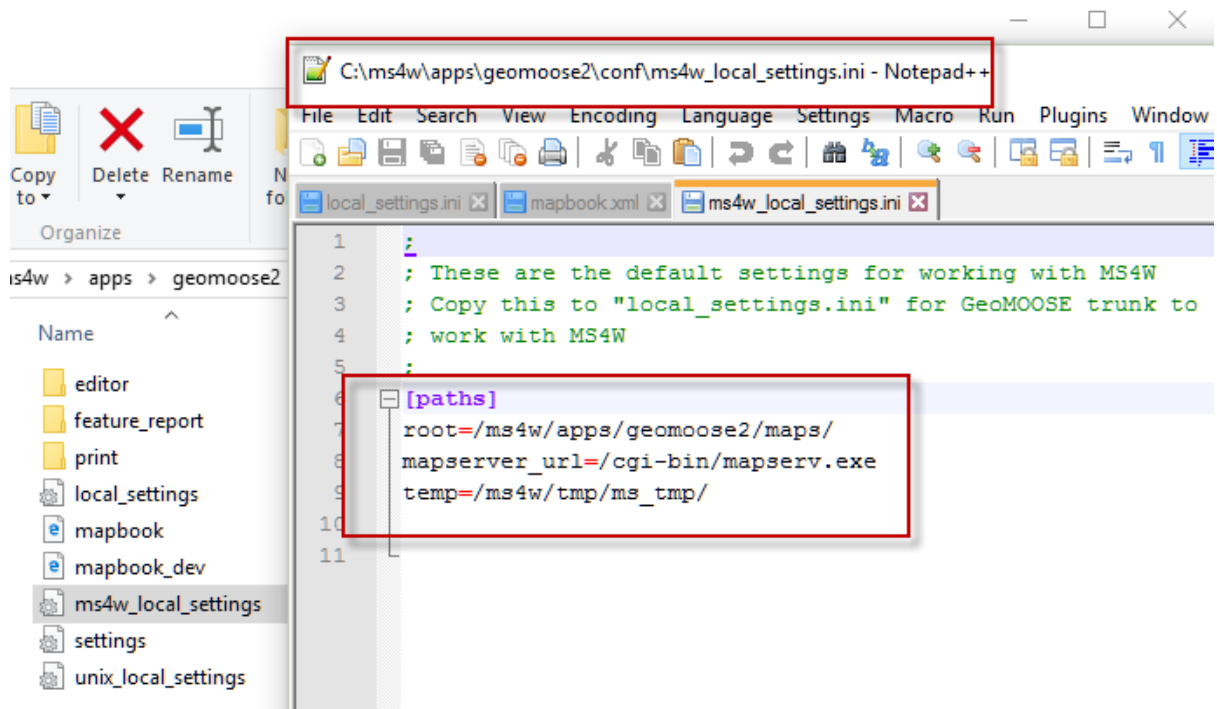 C:\ms4w\apps\geomoose2\conf\ms4w_local_settings.ini - Notepad++
File Edit Search View Encoding Language Settings Macro Run Plugins Window
Copy to
Delete
Rename
N
fo
Organize
local_settings.ini
mapbook.xml
ms4w_local_settings.ini
s4w > apps > geomoose2
Name
editor
feature_report
print
local_settings
mapbook
mapbook_dev
ms4w_local_settings
settings
unix_local_settings
1 ;
2 ; These are the default settings for working with MS4W
3 ; Copy this to "local_settings.ini" for GeoMOOSE trunk to
4 ; work with MS4W
5 ;
6 [paths]
7 root=/ms4w/apps/geomoose2/maps/
8 mapserver_url=/cgi-bin/mapserv.exe
9 temp=/ms4w/tmp/ms_tmp/
10
11